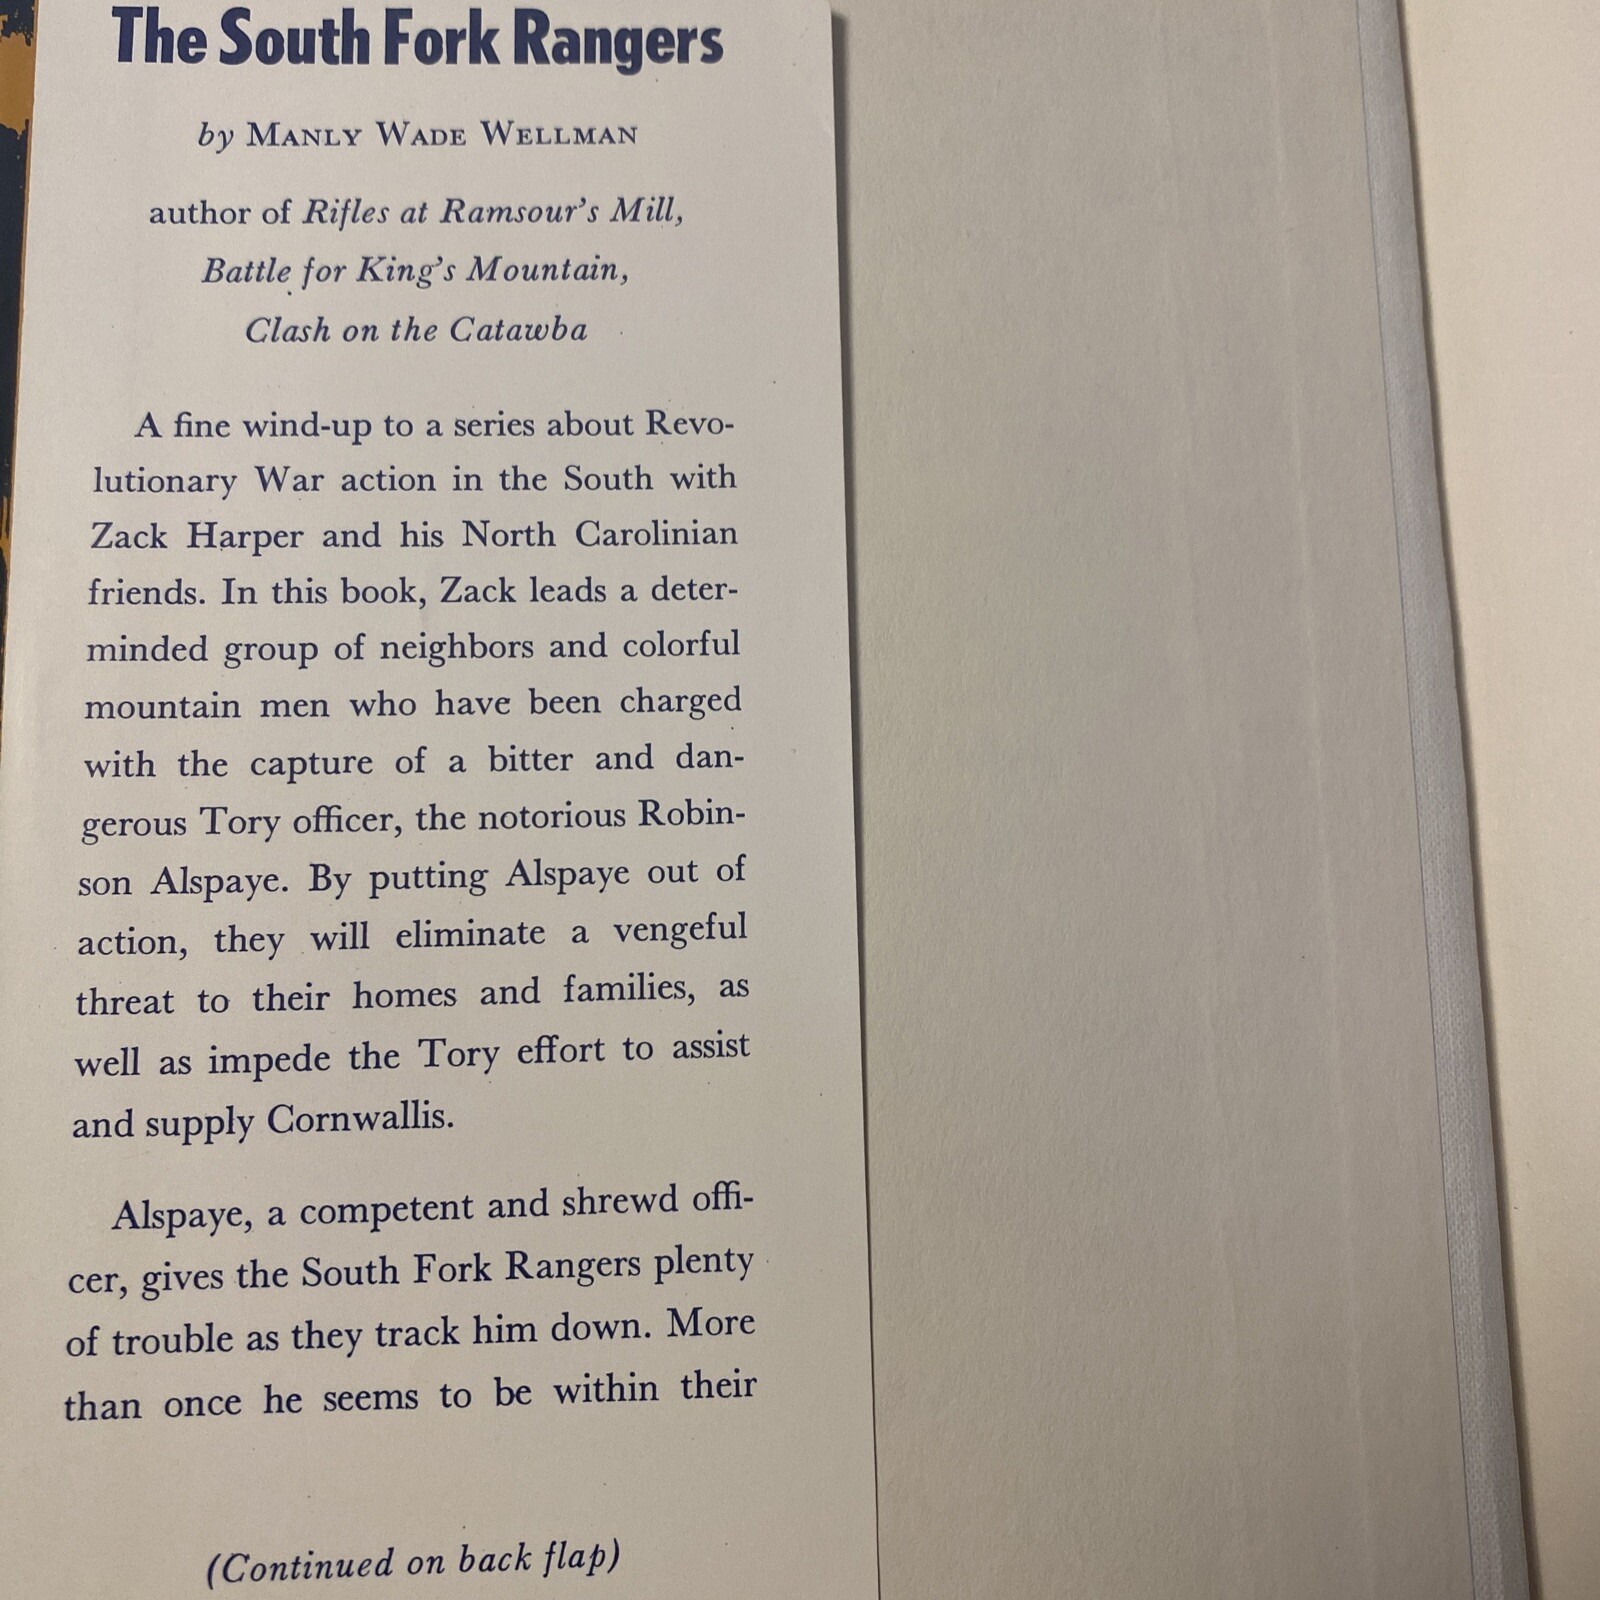 The South Fork Rangers
by MANLY WADE WELLMAN
author of Rifles at Ramsour's Mill,
Battle for King's Mountain,
Clash on the Catawba
A fine wind-up to a series about Revo-
lutionary War action in the South with
Zack Harper and his North Carolinian
friends. In this book, Zack leads a deter-
minded group of neighbors and colorful
mountain men who have been charged
with the capture of a bitter and dan-
gerous Tory officer, the notorious Robin-
son Alspaye. By putting Alspaye out of
action, they will eliminate a vengeful
threat to their homes and families, as
well as impede the Tory effort to assist
and supply Cornwallis.
Alspaye, a competent and shrewd offi-
cer, gives the South Fork Rangers plenty
of trouble as they track him down. More
than once he seems to be within their
(Continued on back flap)